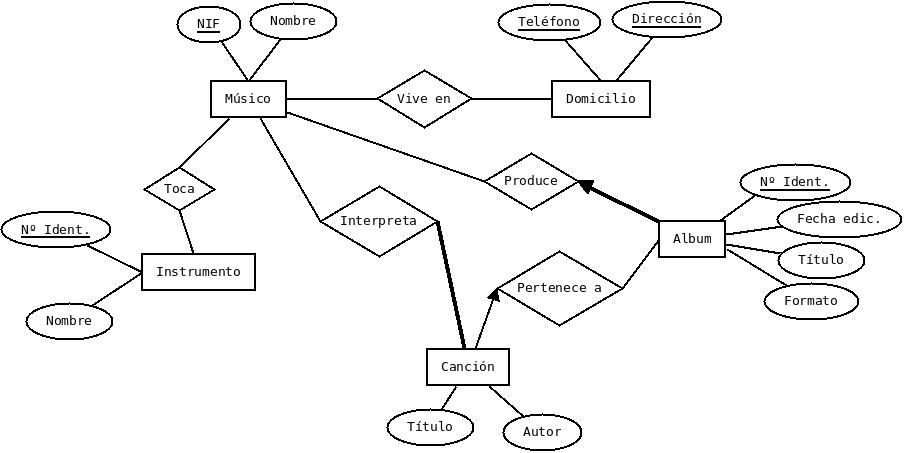 NIF
Nombre
Teléfono
Dirección
Músico
Vive en
Domicilio
Toca
Produce
Nº Ident.
Interpreta
Fecha edic.
Nº Ident.
Album
Título
Instrumento
Pertenece a
Formato
Nombre
Canción
Título
Autor